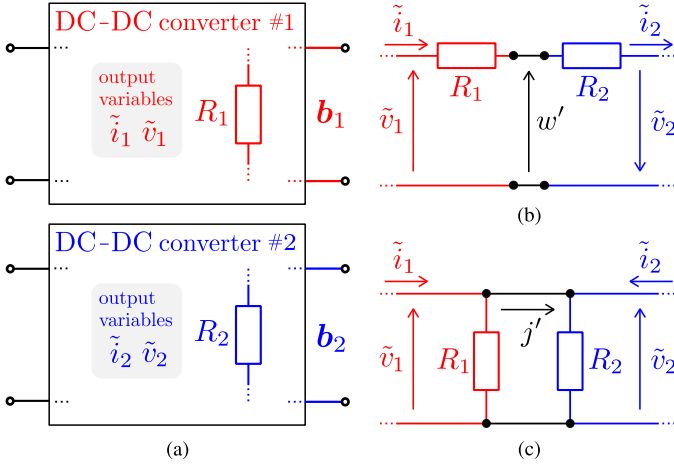 DC-DC converter #1
output
variables
ĩ₁ ṽ₁
R₁
b₁
DC-DC converter #2
output
variables
ĩ₂ ṽ₂
R₂
b₂
(a)
ĩ₁ ĩ₂
R₁ R₂
ṽ₁ w′ ṽ₂
(b)
ĩ₁ ĩ₂
j′
ṽ₁ R₁ R₂ ṽ₂
(c)